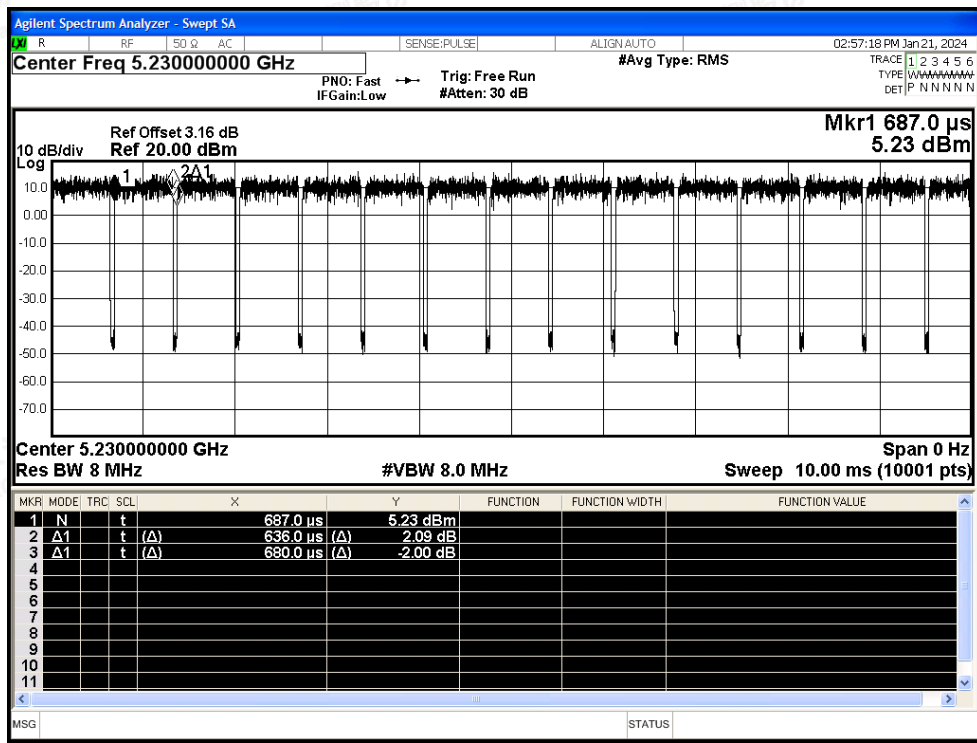 Agilent Spectrum Analyzer - Swept SA
LXI R RF 50 Ω AC SENSE:PULSE ALIGN AUTO 02:57:18 PM Jan 21, 2024
Center Freq 5.230000000 GHz
PNO: Fast
IFGain:Low
Trig: Free Run
#Atten: 30 dB
#Avg Type: RMS
TRACE 1 2 3 4 5 6
TYPE
DET P N N N N N
Mkr1 687.0 µs
5.23 dBm
Ref Offset 3.16 dB
10 dB/div Ref 20.00 dBm
Log
1 2Δ1
10.0
0.00
-10.0
-20.0
-30.0
-40.0
-50.0
-60.0
-70.0
Center 5.230000000 GHz Span 0 Hz
Res BW 8 MHz #VBW 8.0 MHz Sweep 10.00 ms (10001 pts)
MKR MODE TRC SCL X Y FUNCTION FUNCTION WIDTH FUNCTION VALUE
1 N t 687.0 µs 5.23 dBm
2 Δ1 t (Δ) 636.0 µs (Δ) 2.09 dB
3 Δ1 t (Δ) 680.0 µs (Δ) -2.00 dB
4
5
6
7
8
9
10
11
MSG STATUS